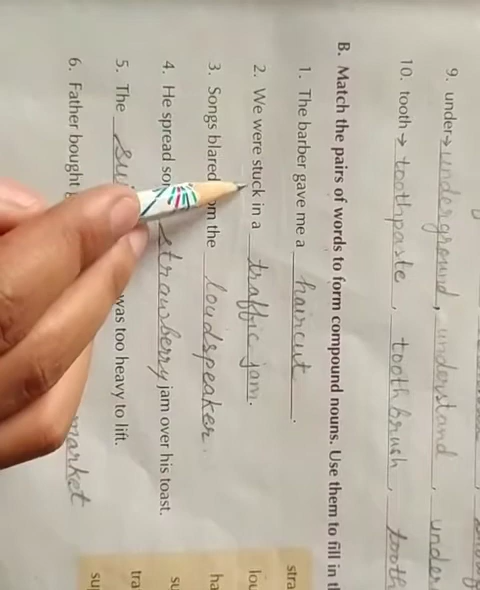 9. under→ underground, understand, under
10. tooth→ toothpaste, toothbrush, tooth
B. Match the pairs of words to form compound nouns. Use them to fill in
1. The barber gave me a haircut.
2. We were stuck in a traffic jam.
3. Songs blared om the loudspeaker.
4. He spread so strawberry jam over his toast.
5. The su was too heavy to lift.
6. Father bought market
stra
lou
ha
su
tra
su